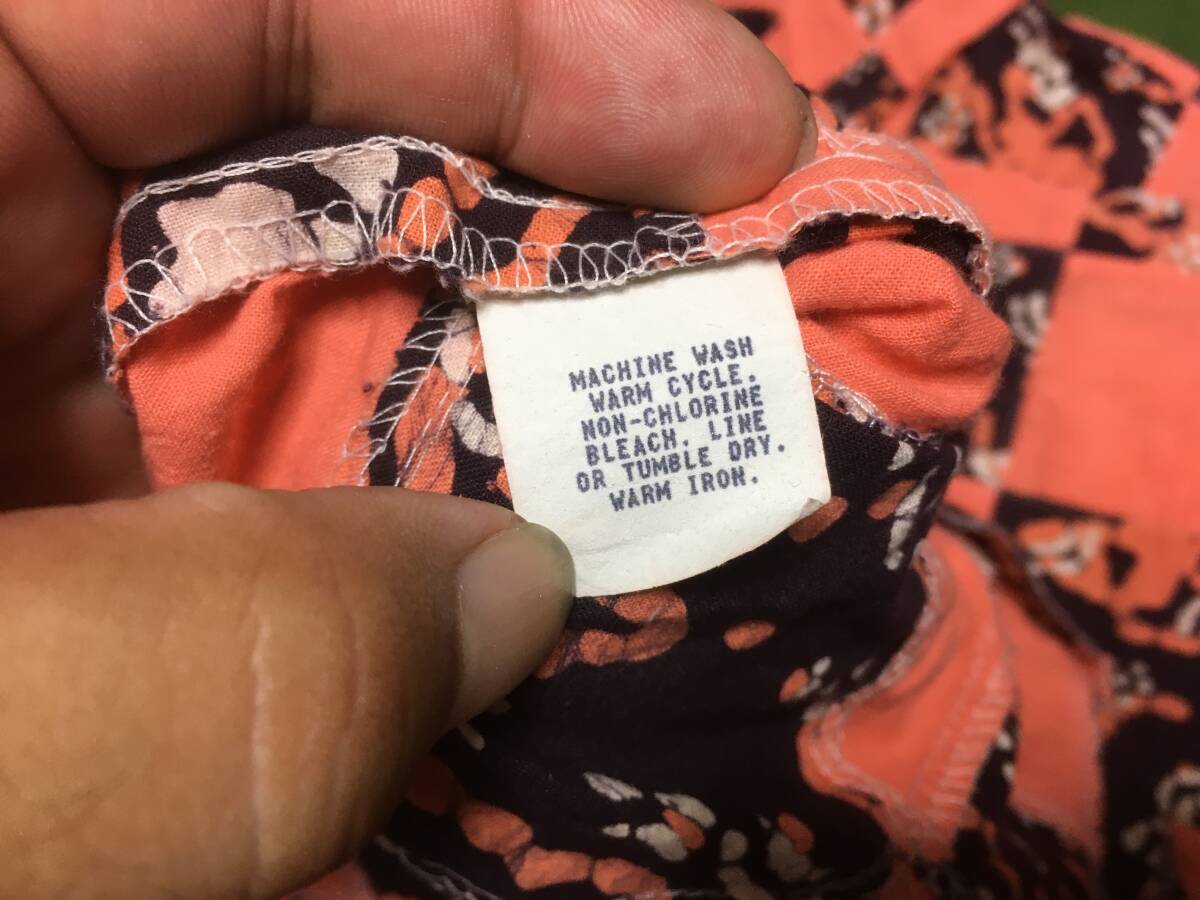 MACHINE WASH
WARM CYCLE.
NON-CHLORINE
BLEACH. LINE
OR TUMBLE DRY.
WARM IRON.